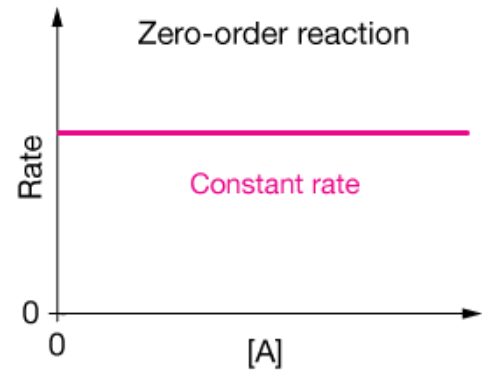 Zero-order reaction
Rate
Constant rate
0
0
[A]